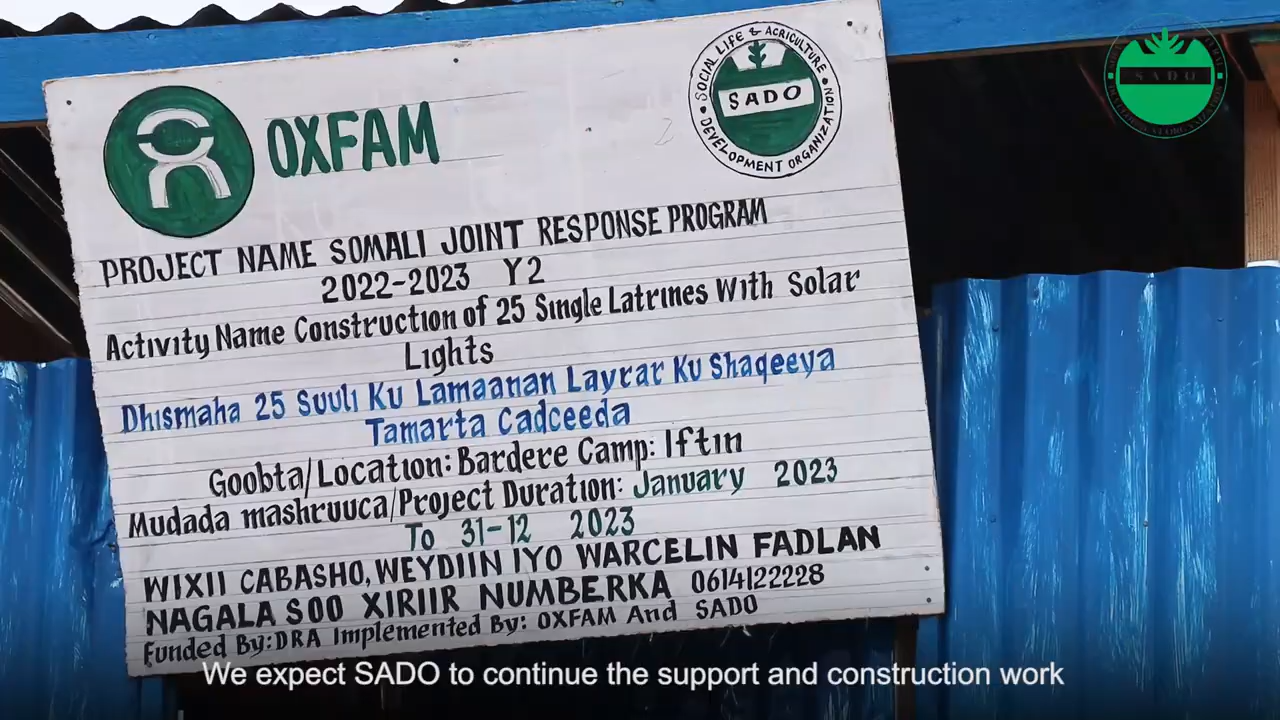 OXFAM
SOCIAL LIFE & AGRICULTURE
SADO
DEVELOPMENT ORGANIZATION
SADO
PROJECT NAME SOMALI JOINT RESPONSE PROGRAM
2022-2023 Y2
Activity Name Construction of 25 Single Latrines With Solar
Lights
Dhismaha 25 Suuli Ku Lamaanan Layrar Ku Shaqeeya
Tamarta Cadceeda
Goobta/Location: Bardere Camp: Iftin
Mudada mashruuca/Project Duration: January 2023
To 31-12 2023
WIXII CABASHO, WEYDIIN IYO WARCELIN FADLAN
NAGALA SOO XIRIIR NUMBERKA 0614122228
Funded By: DRA Implemented By: OXFAM And SADO
We expect SADO to continue the support and construction work